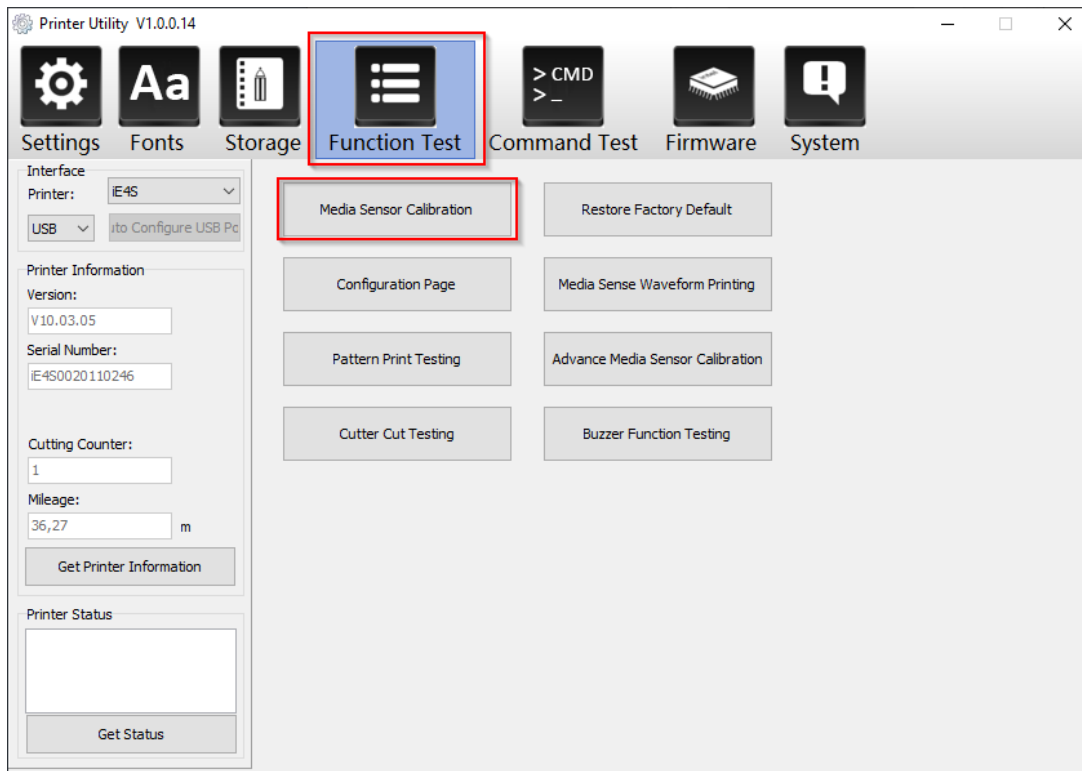 Printer Utility V1.0.0.14
Aa
> CMD
>_
Settings Fonts Storage Function Test Command Test Firmware System
Interface
Printer: iE4S
USB ito Configure USB Pc
Printer Information
Version:
V10.03.05
Serial Number:
iE4S0020110246
Cutting Counter:
1
Mileage:
36,27 m
Get Printer Information
Printer Status
Get Status
Media Sensor Calibration Restore Factory Default
Configuration Page Media Sense Waveform Printing
Pattern Print Testing Advance Media Sensor Calibration
Cutter Cut Testing Buzzer Function Testing